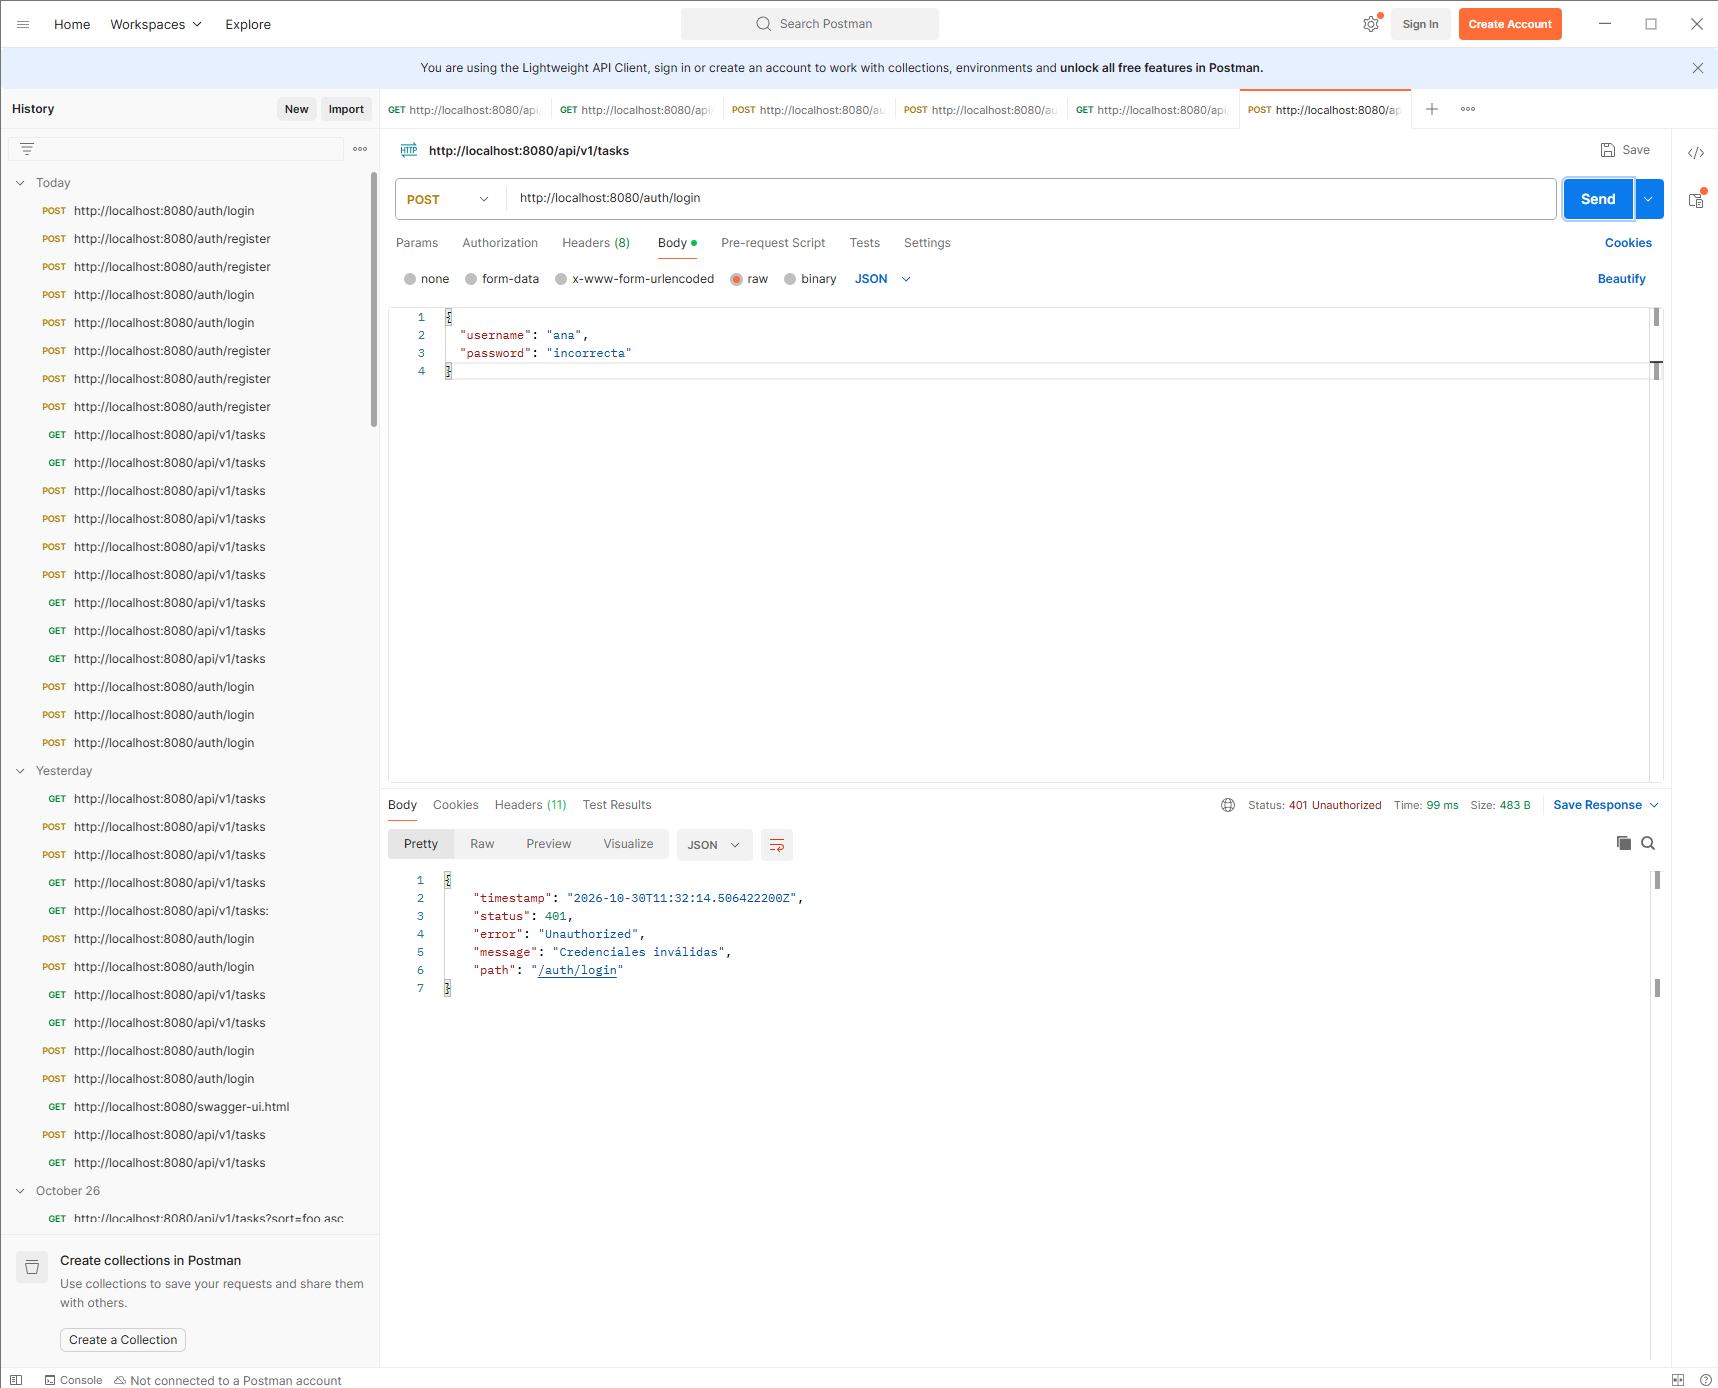 Home Workspaces Explore Search Postman Sign In Create Account
You are using the Lightweight API Client, sign in or create an account to work with collections, environments and unlock all free features in Postman.
History New Import
Today
POST http://localhost:8080/auth/login
POST http://localhost:8080/auth/register
POST http://localhost:8080/auth/register
POST http://localhost:8080/auth/login
POST http://localhost:8080/auth/login
POST http://localhost:8080/auth/register
POST http://localhost:8080/auth/register
POST http://localhost:8080/auth/register
GET http://localhost:8080/api/v1/tasks
GET http://localhost:8080/api/v1/tasks
POST http://localhost:8080/api/v1/tasks
POST http://localhost:8080/api/v1/tasks
POST http://localhost:8080/api/v1/tasks
POST http://localhost:8080/api/v1/tasks
GET http://localhost:8080/api/v1/tasks
GET http://localhost:8080/api/v1/tasks
GET http://localhost:8080/api/v1/tasks
POST http://localhost:8080/auth/login
POST http://localhost:8080/auth/login
POST http://localhost:8080/auth/login
Yesterday
GET http://localhost:8080/api/v1/tasks
POST http://localhost:8080/api/v1/tasks
POST http://localhost:8080/api/v1/tasks
GET http://localhost:8080/api/v1/tasks
GET http://localhost:8080/api/v1/tasks:
POST http://localhost:8080/auth/login
POST http://localhost:8080/auth/login
GET http://localhost:8080/api/v1/tasks
GET http://localhost:8080/api/v1/tasks
POST http://localhost:8080/auth/login
POST http://localhost:8080/auth/login
GET http://localhost:8080/swagger-ui.html
POST http://localhost:8080/api/v1/tasks
GET http://localhost:8080/api/v1/tasks
October 26
GET http://localhost:8080/api/v1/tasks?sort=foo,asc
Create collections in Postman
Use collections to save your requests and share them
with others.
Create a Collection
GET http://localhost:8080/api/ GET http://localhost:8080/api/ POST http://localhost:8080/au POST http://localhost:8080/au GET http://localhost:8080/api/ POST http://localhost:8080/ap
HTTP http://localhost:8080/api/v1/tasks Save
POST http://localhost:8080/auth/login Send
Params Authorization Headers (8) Body Pre-request Script Tests Settings Cookies
none form-data x-www-form-urlencoded raw binary JSON Beautify
1 {
2 "username": "ana",
3 "password": "incorrecta"
4 }
Body Cookies Headers (11) Test Results Status: 401 Unauthorized Time: 99 ms Size: 483 B Save Response
Pretty Raw Preview Visualize JSON
1 {
2 "timestamp": "2026-10-30T11:32:14.506422200Z",
3 "status": 401,
4 "error": "Unauthorized",
5 "message": "Credenciales inválidas",
6 "path": "/auth/login"
7 }
Console Not connected to a Postman account